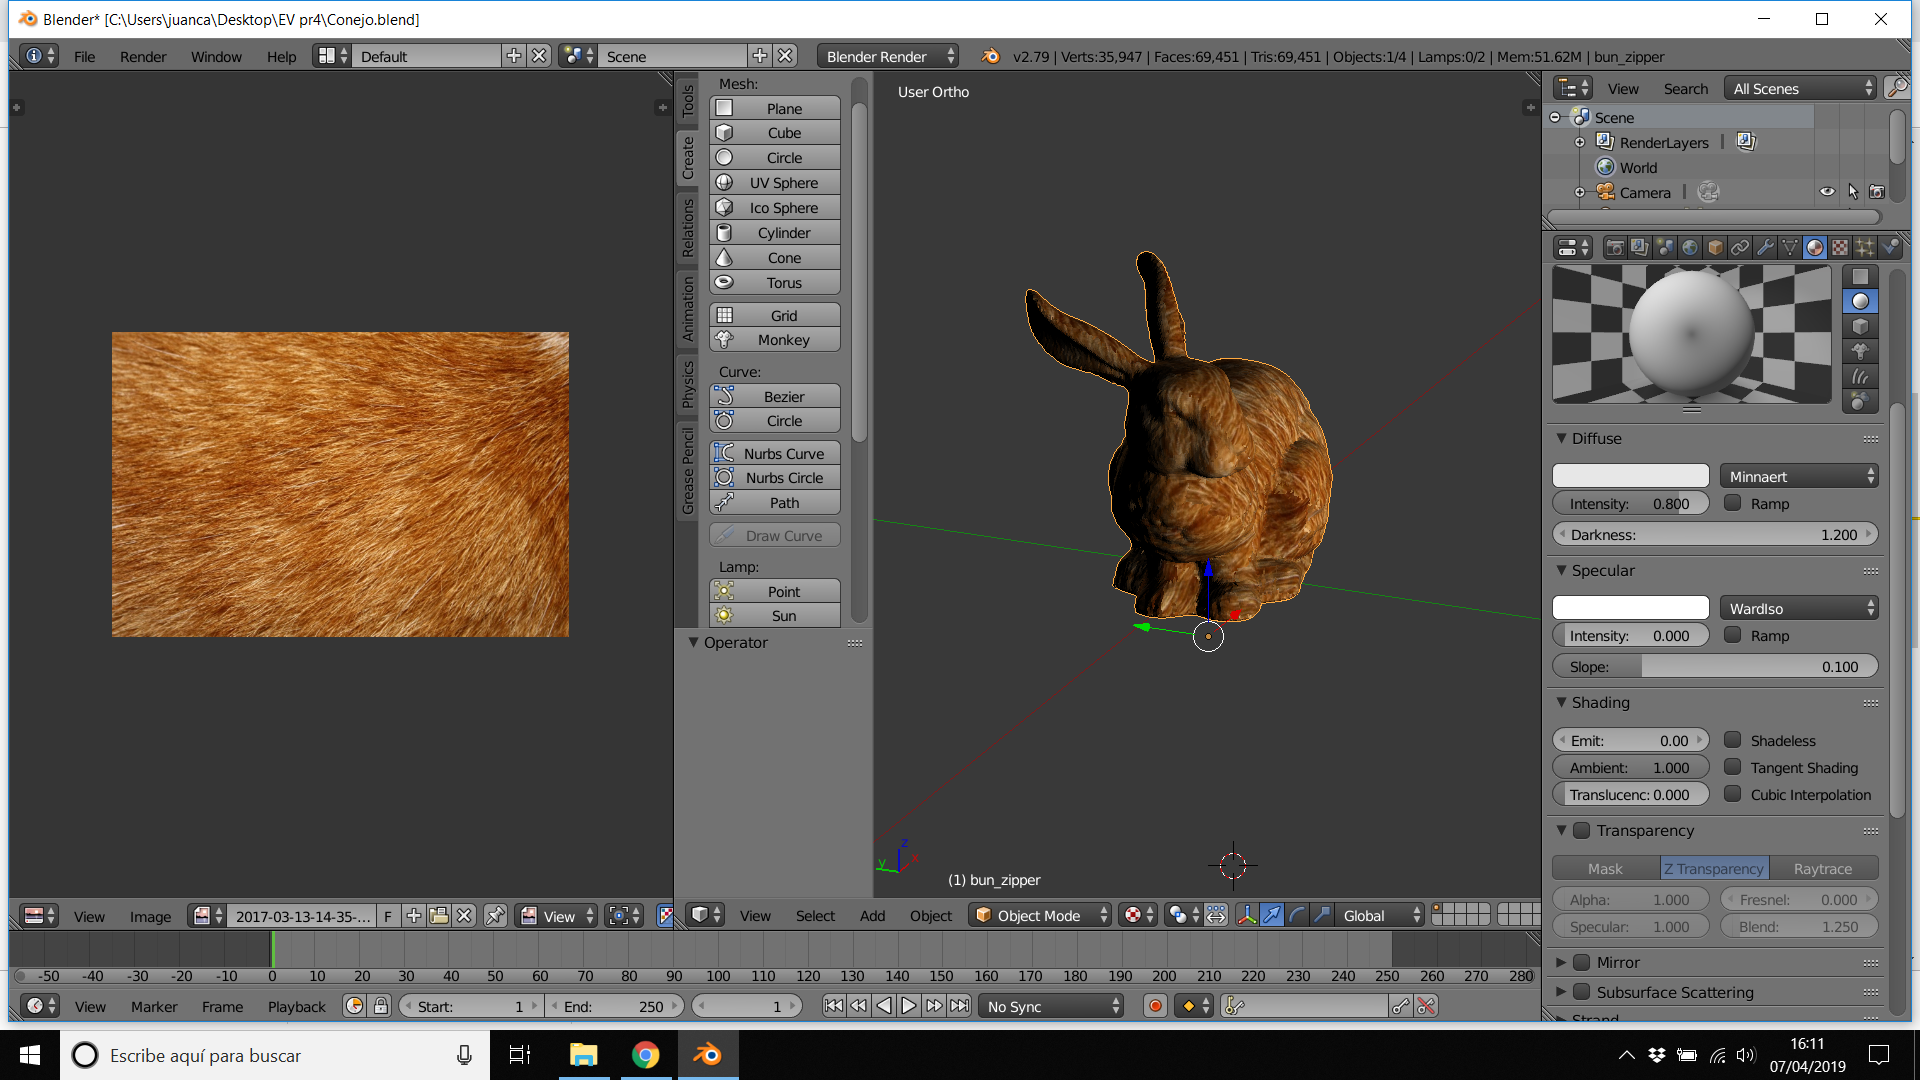 Blender* [C:\Users\juanca\Desktop\EV pr4\Conejo.blend]
File Render Window Help Default Scene Blender Render v2.79 | Verts:35,947 | Faces:69,451 | Tris:69,451 | Objects:1/4 | Lamps:0/2 | Mem:51.62M | bun_zipper
Tools
Create
Relations
Animation
Physics
Grease Pencil
Mesh:
Plane
Cube
Circle
UV Sphere
Ico Sphere
Cylinder
Cone
Torus
Grid
Monkey
Curve:
Bezier
Circle
Nurbs Curve
Nurbs Circle
Path
Draw Curve
Lamp:
Point
Sun
Operator
User Ortho
z
y x
(1) bun_zipper
View Search All Scenes
Scene
RenderLayers |
World
Camera |
Diffuse
Minnaert
Intensity: 0.800 Ramp
Darkness: 1.200
Specular
WardIso
Intensity: 0.000 Ramp
Slope: 0.100
Shading
Emit: 0.00 Shadeless
Ambient: 1.000 Tangent Shading
Translucenc: 0.000 Cubic Interpolation
Transparency
Mask Z Transparency Raytrace
Alpha: 1.000 Fresnel: 0.000
Specular: 1.000 Blend: 1.250
Mirror
Subsurface Scattering
Strand
View Image 2017-03-13-14-35-... F View
View Select Add Object Object Mode Global
-50 -40 -30 -20 -10 0 10 20 30 40 50 60 70 80 90 100 110 120 130 140 150 160 170 180 190 200 210 220 230 240 250 260 270 280
View Marker Frame Playback Start: 1 End: 250 1 No Sync
Escribe aquí para buscar
16:11
07/04/2019